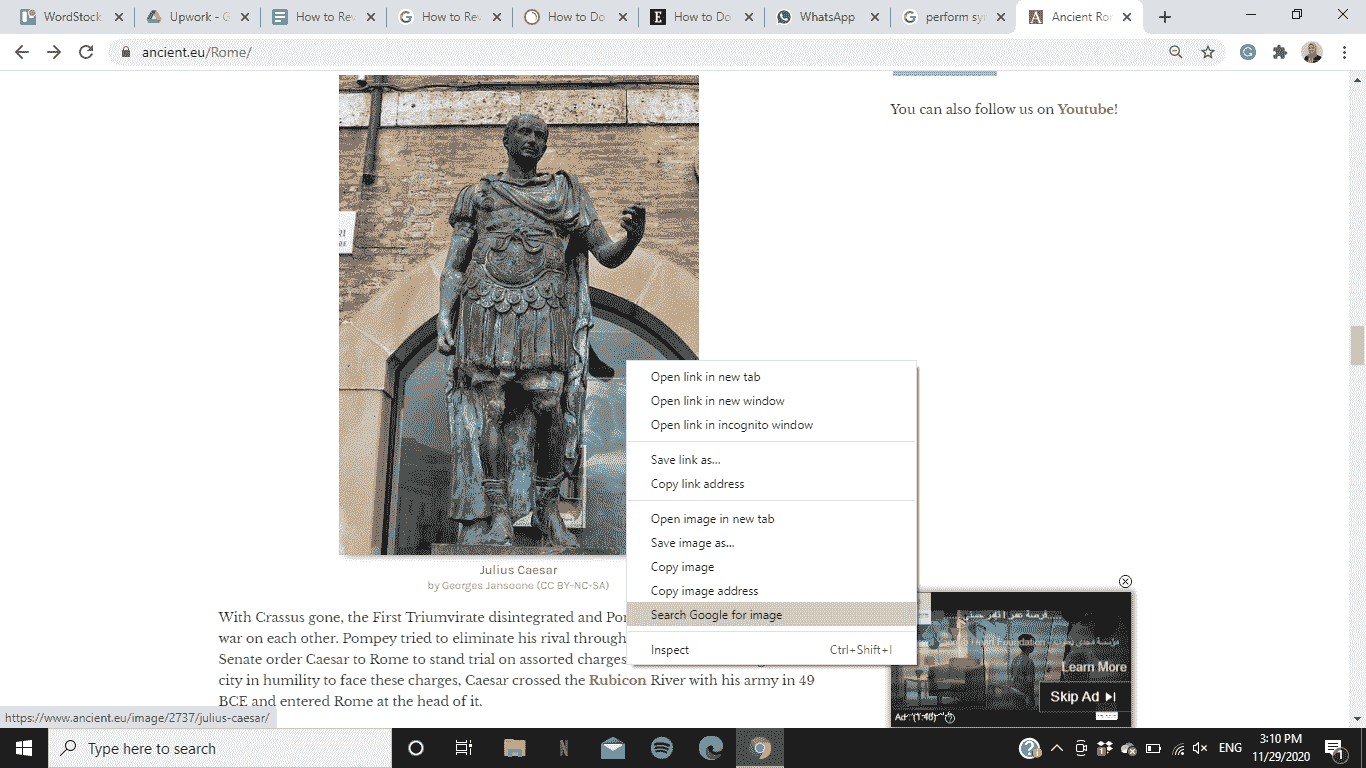 WordStock
Upwork - G
How to Rev
How to Rev
How to Do
How to Do
WhatsApp
perform syr
Ancient Ror
ancient.eu/Rome/
You can also follow us on Youtube!
Open link in new tab
Open link in new window
Open link in incognito window
Save link as...
Copy link address
Open image in new tab
Save image as...
Copy image
Copy image address
Search Google for image
Inspect Ctrl+Shift+I
Julius Caesar
by Georges Jansoone (CC BY-NC-SA)
With Crassus gone, the First Triumvirate disintegrated and Por
war on each other. Pompey tried to eliminate his rival through
Senate order Caesar to Rome to stand trial on assorted charges
city in humility to face these charges, Caesar crossed the Rubicon River with his army in 49
BCE and entered Rome at the head of it.
Heart Foundation
Learn More
Skip Ad
Ad · (1:46)
https://www.ancient.eu/image/2737/julius-caesar/
Type here to search
ENG
3:10 PM
11/29/2020
1